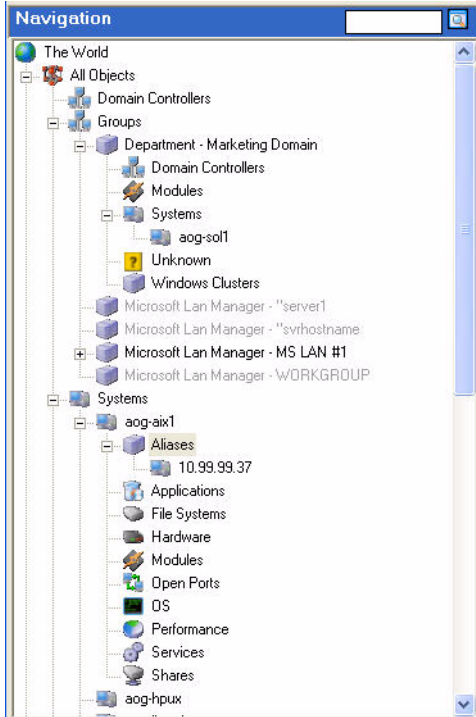 Navigation
The World
All Objects
Domain Controllers
Groups
Department - Marketing Domain
Domain Controllers
Modules
Systems
aog-sol1
Unknown
Windows Clusters
Microsoft Lan Manager - "server1
Microsoft Lan Manager - "svrhostname
Microsoft Lan Manager - MS LAN #1
Microsoft Lan Manager - WORKGROUP
Systems
aog-aix1
Aliases
10.99.99.37
Applications
File Systems
Hardware
Modules
Open Ports
OS
Performance
Services
Shares
aog-hpux